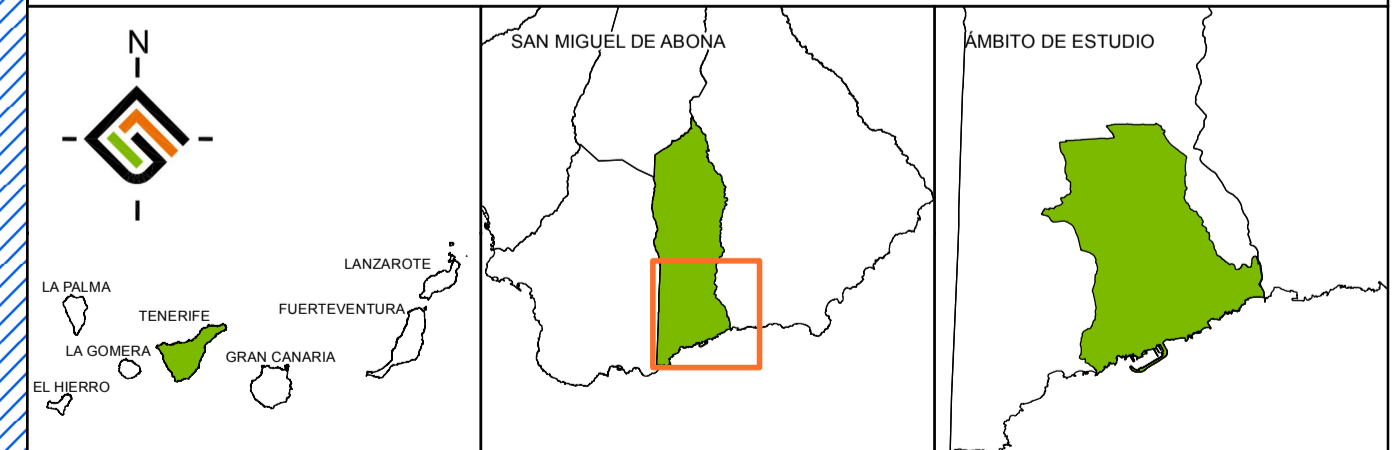 N
LA PALMA
TENERIFE
LA GOMERA
EL HIERRO
GRAN CANARIA
FUERTEVENTURA
LANZAROTE
SAN MIGUEL DE ABONA
ÁMBITO DE ESTUDIO